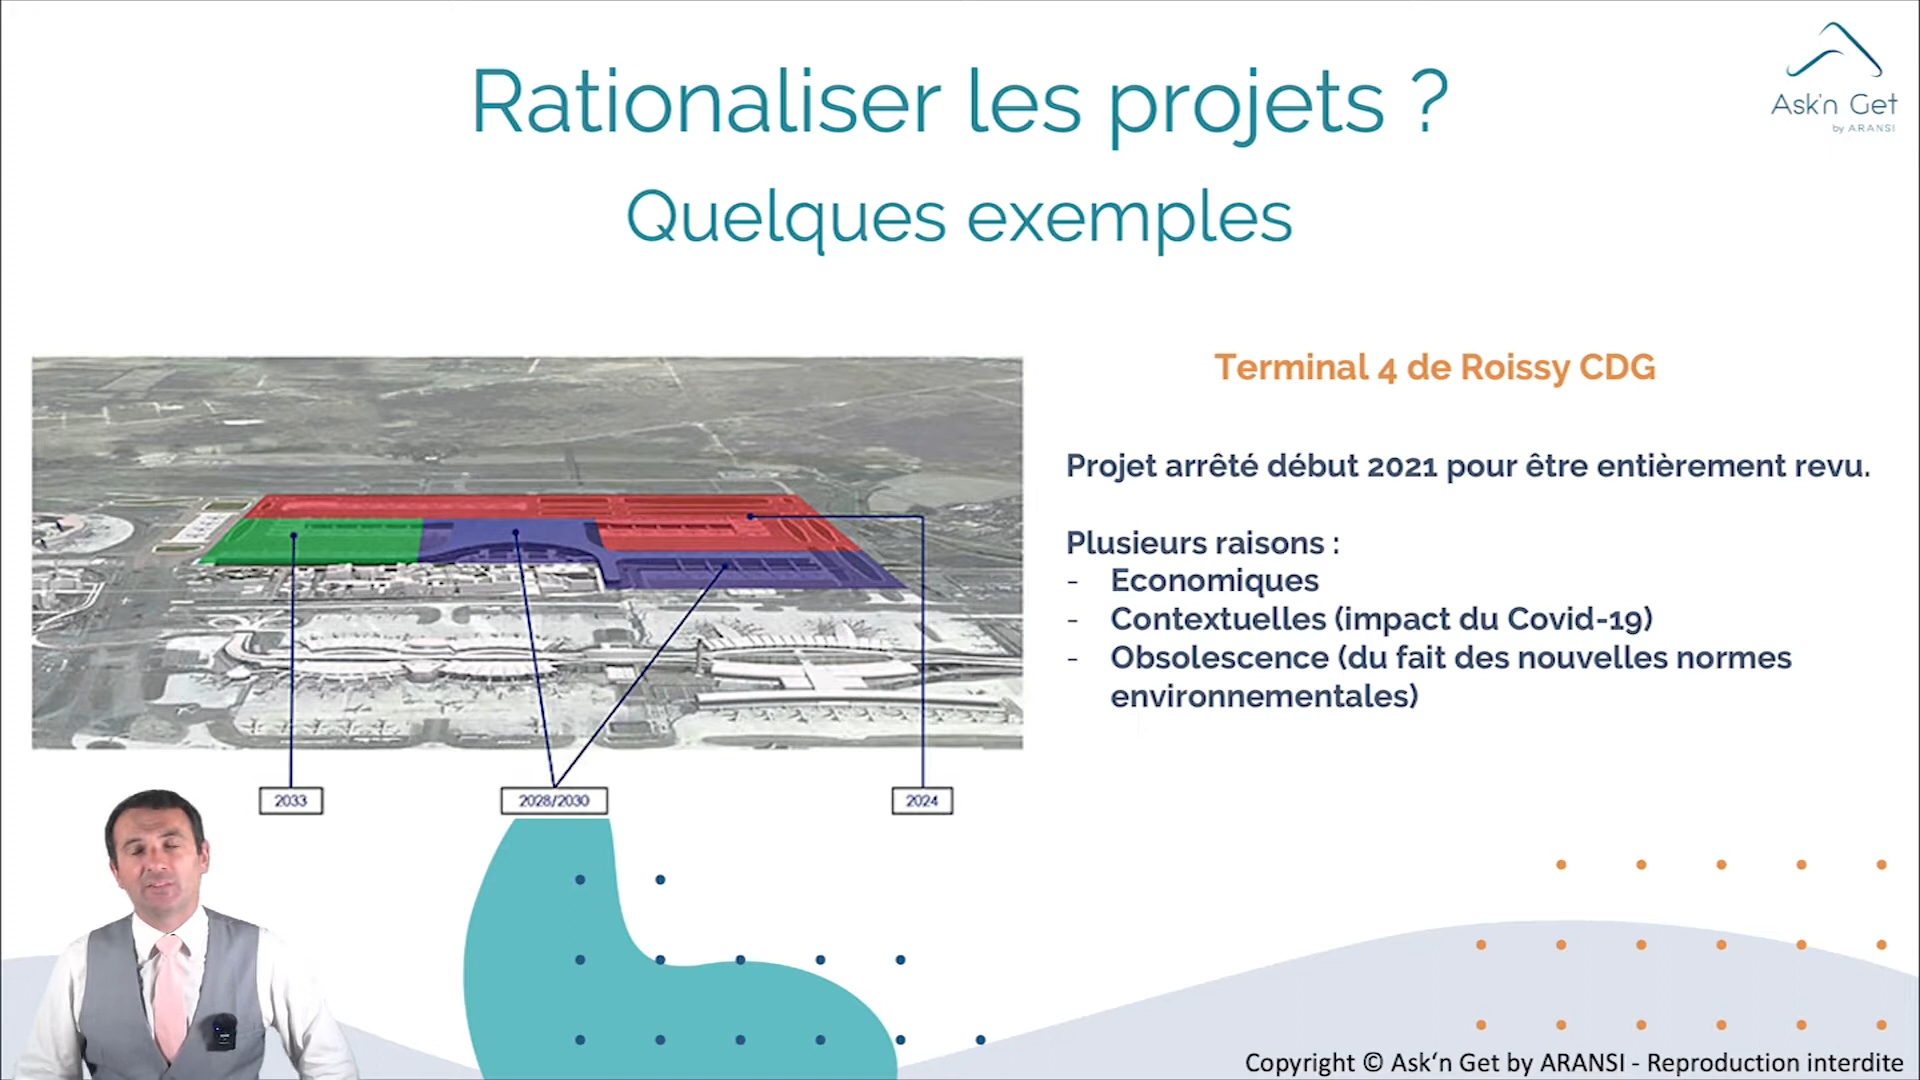 Rationaliser les projets ?
Ask'n Get
by ARANSI
Quelques exemples
Terminal 4 de Roissy CDG
Projet arrêté début 2021 pour être entièrement revu.
Plusieurs raisons :
- Economiques
- Contextuelles (impact du Covid-19)
- Obsolescence (du fait des nouvelles normes
environnementales)
2033
2028/2030
2024
Copyright © Ask‘n Get by ARANSI - Reproduction interdite